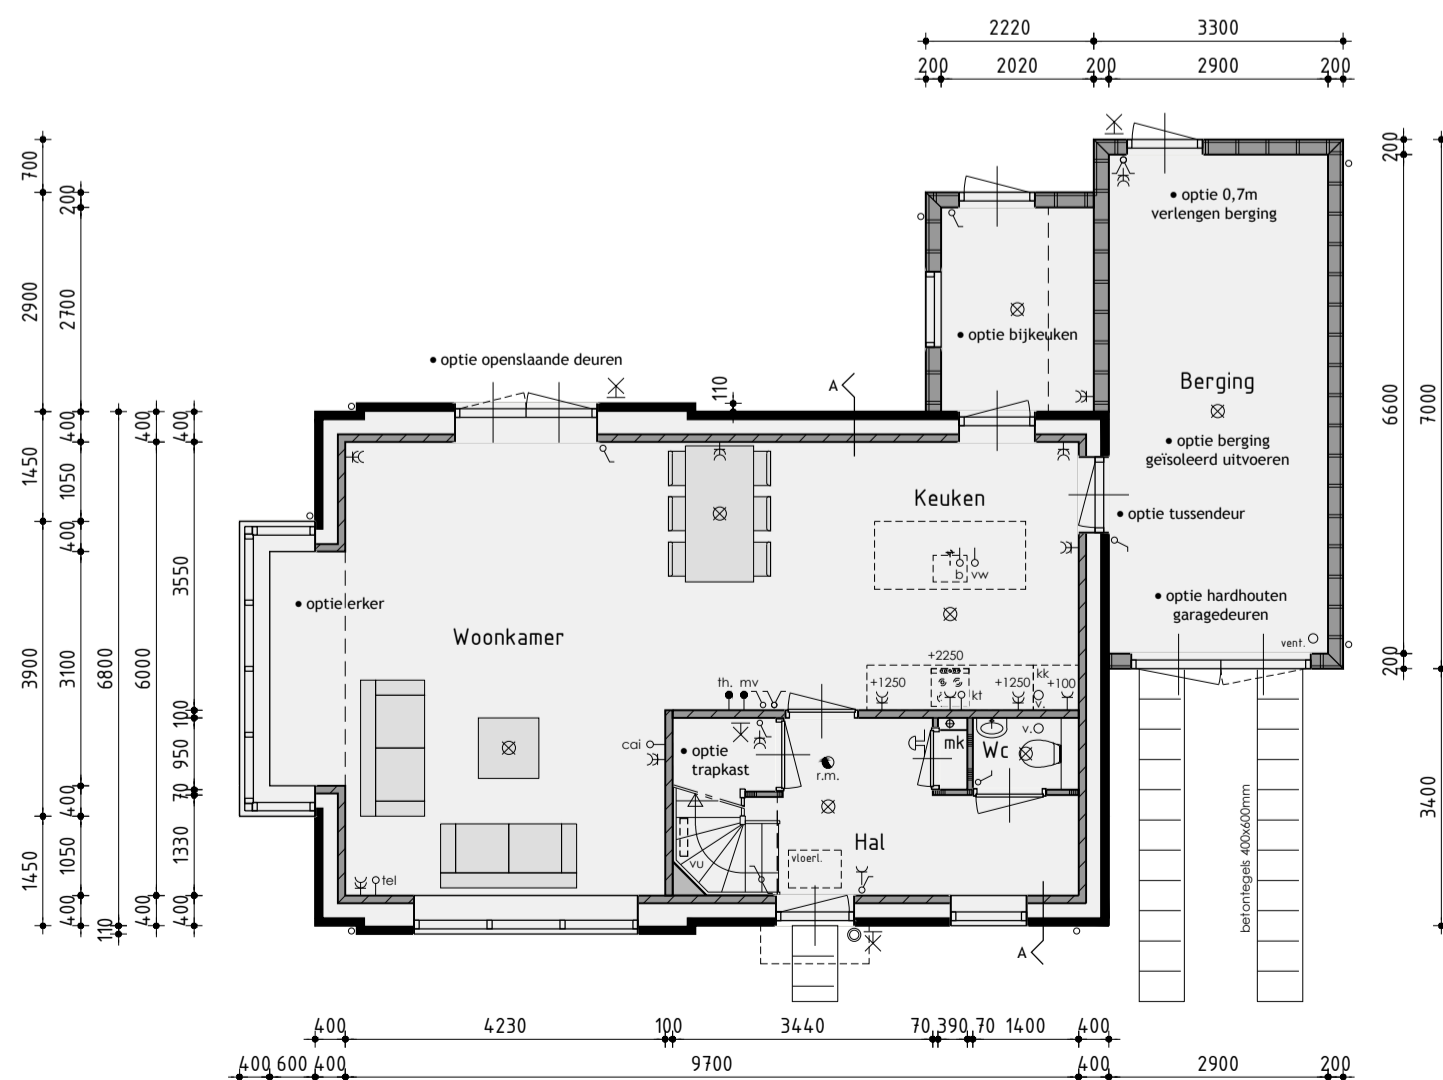 2220 3300
200 2020 200 2900 200
700
200
2900
2700
400
1450
1050
400
3900
3100
6800
6000
400
400
3550
100
950
70
1330
400
1450
1050
400
110
400
400
200
6600
7000
200
3400
• optie 0,7m
verlengen berging
• optie bijkeuken
• optie openslaande deuren
110
A
Berging
• optie berging
geïsoleerd uitvoeren
Keuken
• optie tussendeur
b vw
• optie erker
• optie hardhouten
garagedeuren
Woonkamer
vent.
+2250
+1250 +1250 kk +100
th. mv
kt
v.
cai
• optie
trapkast
mk
Wc
v.
r.m.
Hal
vloerl.
vu
tel
betontegels 400x600mm
A
400 4230 100 3440 70 390 70 1400 400
400 600 400 9700 400 2900 200